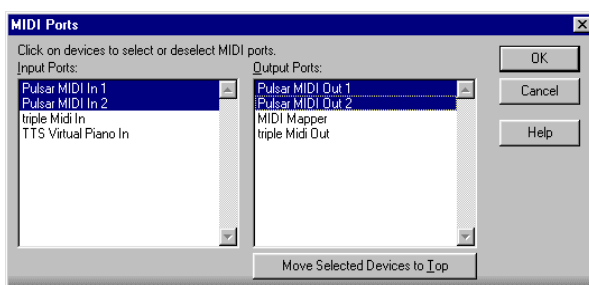 MIDI Ports
Click on devices to select or deselect MIDI ports.
Input Ports:
Pulsar MIDI In 1
Pulsar MIDI In 2
triple Midi In
TTS Virtual Piano In
Output Ports:
Pulsar MIDI Out 1
Pulsar MIDI Out 2
MIDI Mapper
triple Midi Out
Move Selected Devices to Top
OK
Cancel
Help